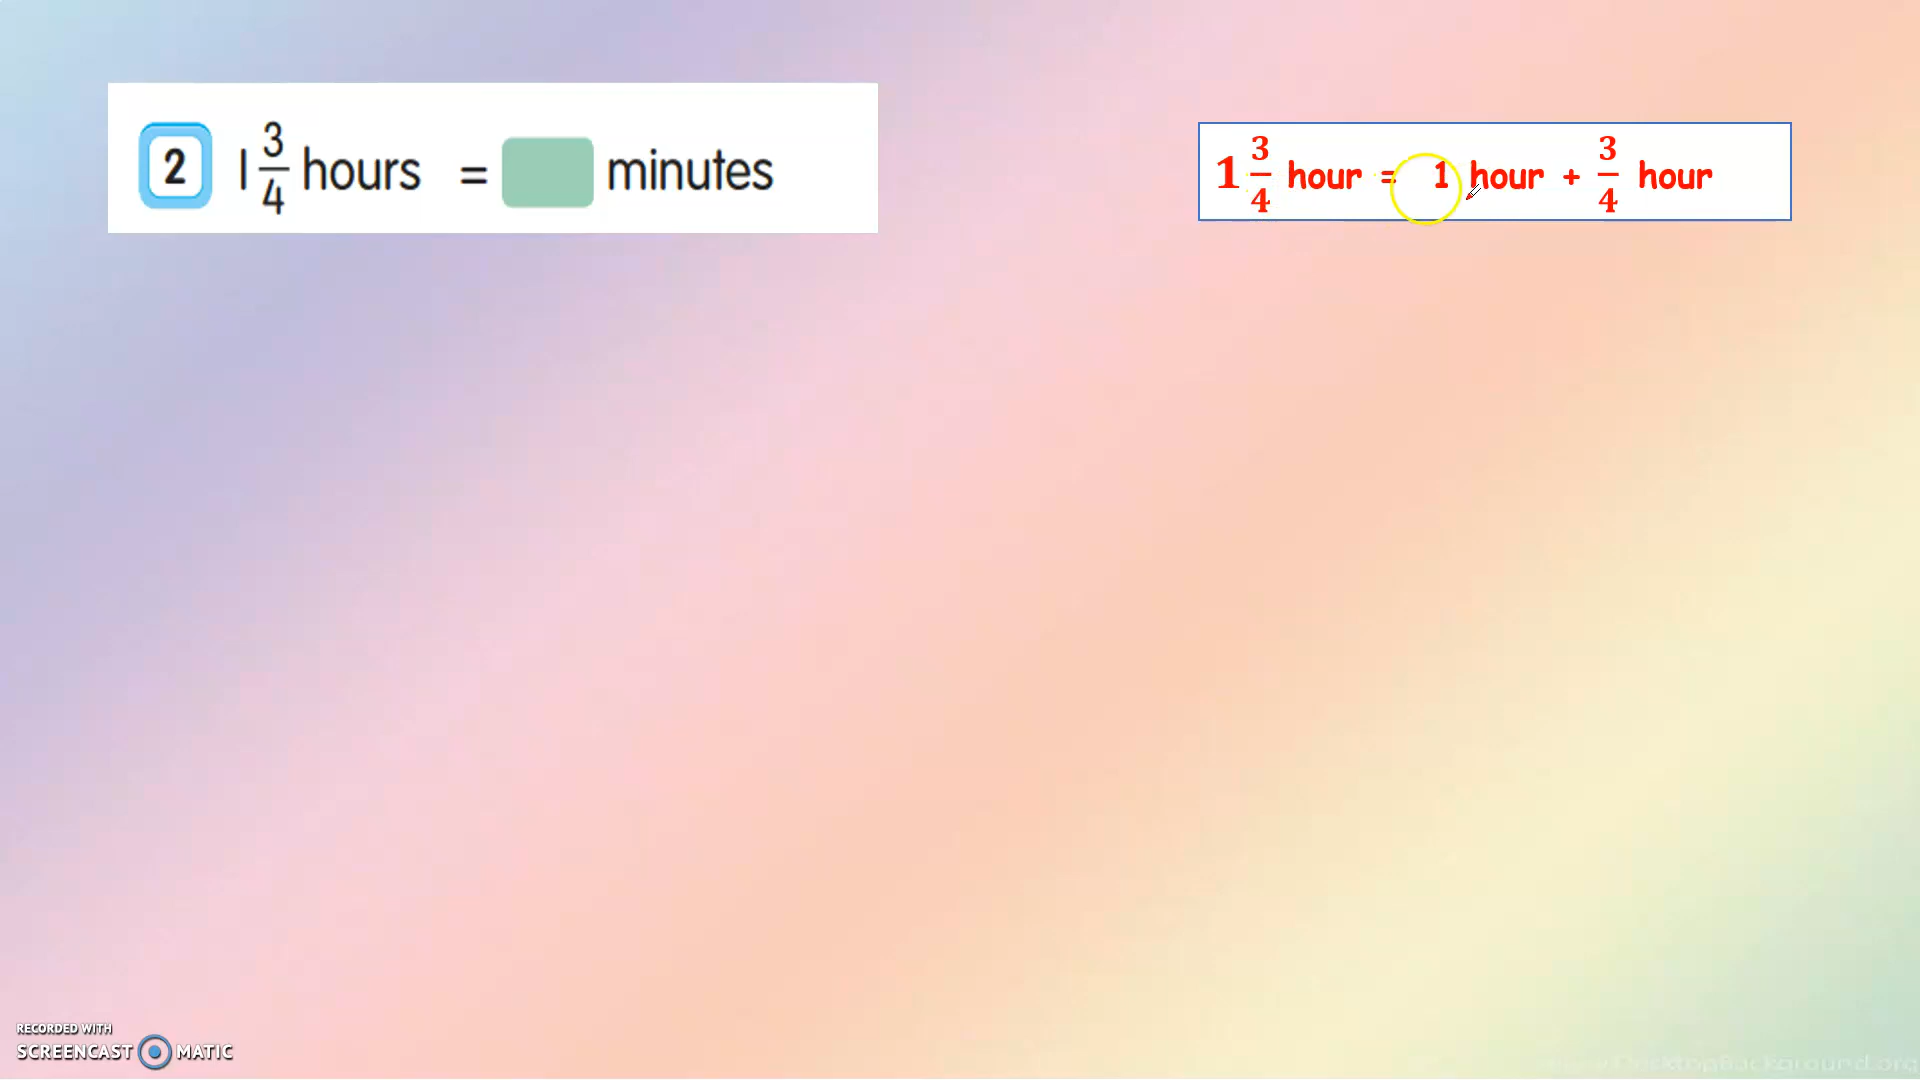 2 1 3/4 hours = minutes
1 3/4 hour = 1 hour + 3/4 hour
RECORDED WITH
SCREENCAST MATIC